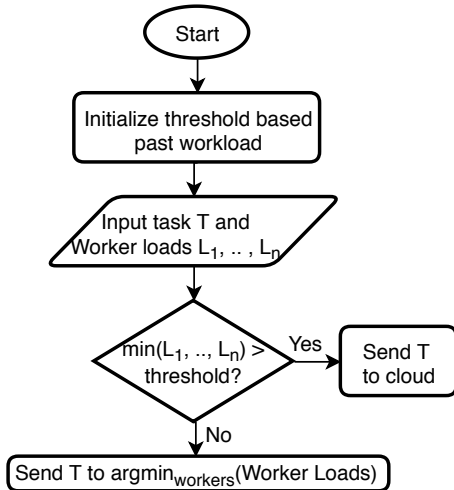 Start
Initialize threshold based
past workload
Input task T and
Worker loads L₁, .. , Lₙ
min(L₁, .., Lₙ) >
threshold?
Yes
Send T
to cloud
No
Send T to argmin_workers(Worker Loads)